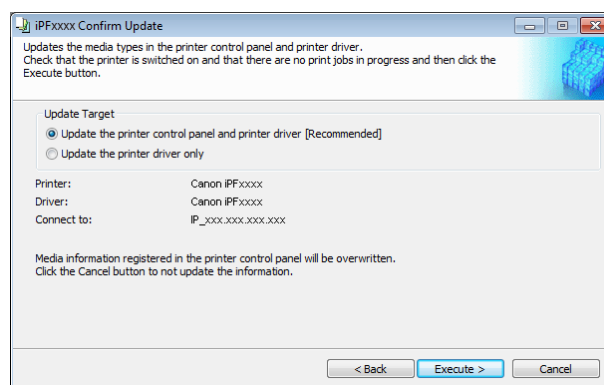 iPFxxxx Confirm Update
Updates the media types in the printer control panel and printer driver.
Check that the printer is switched on and that there are no print jobs in progress and then click the
Execute button.
Update Target
Update the printer control panel and printer driver [Recommended]
Update the printer driver only
Printer: Canon iPFxxxx
Driver: Canon iPFxxxx
Connect to: IP_xxx.xxx.xxx.xxx
Media information registered in the printer control panel will be overwritten.
Click the Cancel button to not update the information.
< Back Execute > Cancel